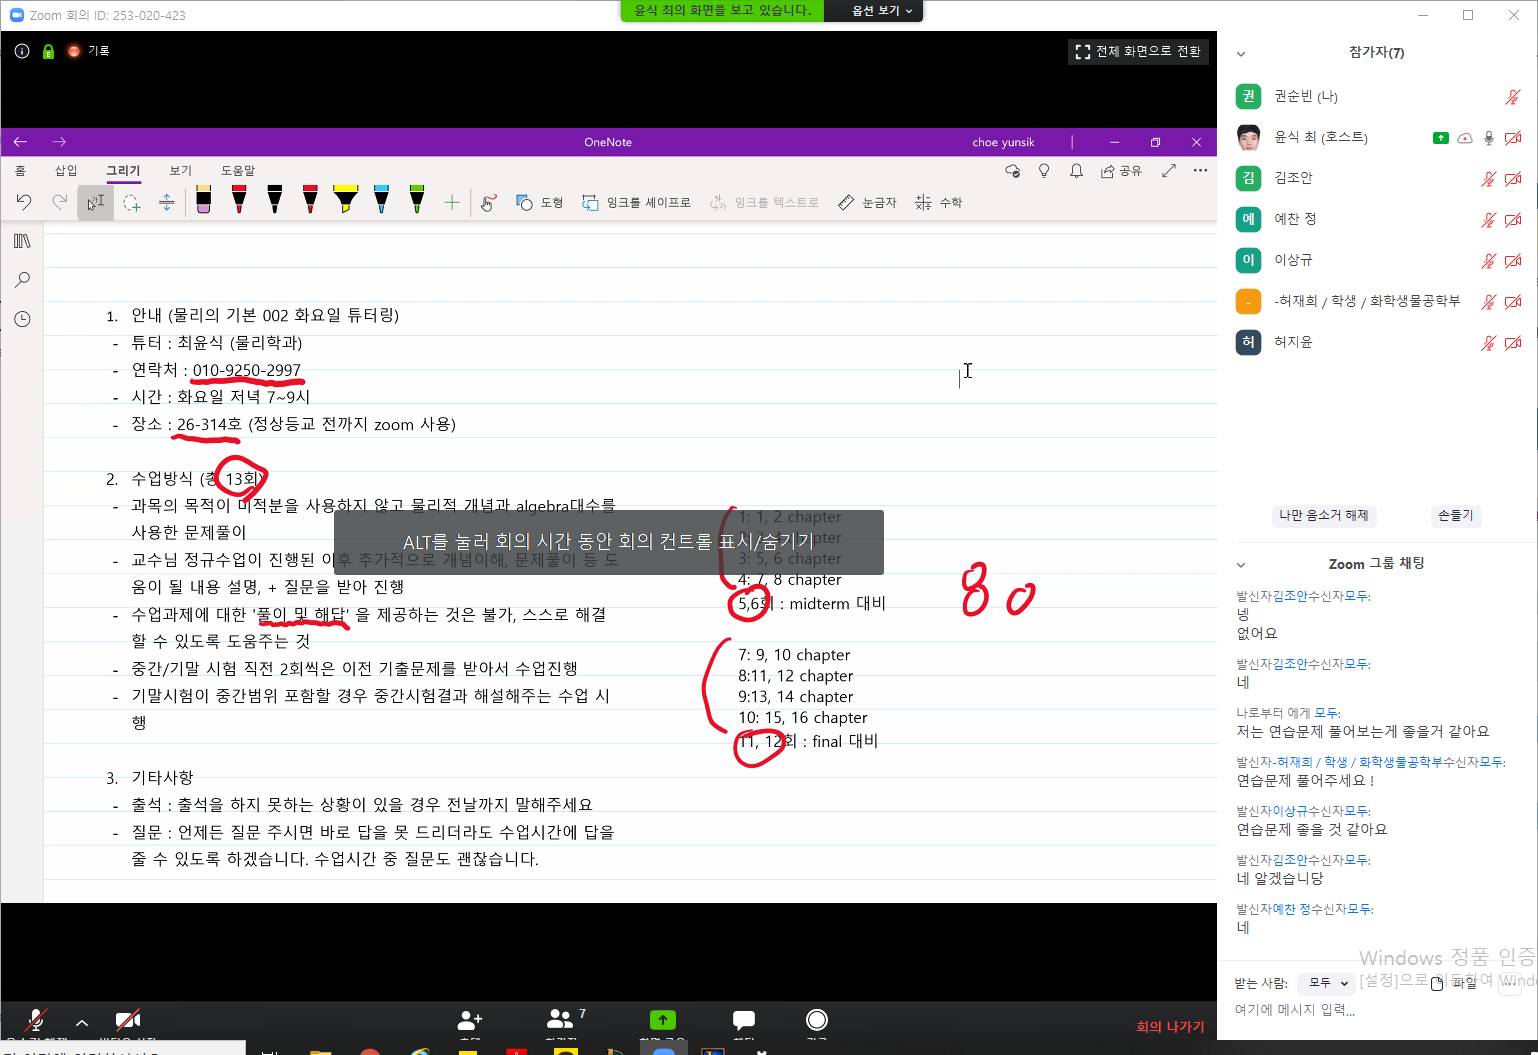 Zoom 회의 ID: 253-020-423
윤식 최의 화면을 보고 있습니다.
옵션 보기
기록
전체 화면으로 전환
OneNote
choe yunsik
홈 삽입 그리기 보기 도움말
공유
도형 잉크를 셰이프로 잉크를 텍스트로 눈금자 수학
1. 안내 (물리의 기본 002 화요일 튜터링)
- 튜터 : 최윤식 (물리학과)
- 연락처 : 010-9250-2997
- 시간 : 화요일 저녁 7~9시
- 장소 : 26-314호 (정상등교 전까지 zoom 사용)
2. 수업방식 (총 13회)
- 과목의 목적이 미적분을 사용하지 않고 물리적 개념과 algebra대수를
사용한 문제풀이
- 교수님 정규수업이 진행된 이후 추가적으로 개념이해, 문제풀이 등 도
움이 될 내용 설명, + 질문을 받아 진행
- 수업과제에 대한 '풀이 및 해답' 을 제공하는 것은 불가, 스스로 해결
할 수 있도록 도움주는 것
- 중간/기말 시험 직전 2회씩은 이전 기출문제를 받아서 수업진행
- 기말시험이 중간범위 포함할 경우 중간시험결과 해설해주는 수업 시
행
3. 기타사항
- 출석 : 출석을 하지 못하는 상황이 있을 경우 전날까지 말해주세요
- 질문 : 언제든 질문 주시면 바로 답을 못 드리더라도 수업시간에 답을
줄 수 있도록 하겠습니다. 수업시간 중 질문도 괜찮습니다.
ALT를 눌러 회의 시간 동안 회의 컨트롤 표시/숨기기
1: 1, 2 chapter
chapter
3: 5, 6 chapter
4: 7, 8 chapter
5,6회 : midterm 대비
7: 9, 10 chapter
8:11, 12 chapter
9:13, 14 chapter
10: 15, 16 chapter
11, 12회 : final 대비
80
참가자(7)
권 권순빈 (나)
윤식 최 (호스트)
김 김조안
예 예찬 정
이 이상규
- -허재희 / 학생 / 화학생물공학부
허 허지윤
나만 음소거 해제
손들기
Zoom 그룹 채팅
발신자김조안수신자모두:
넹
없어요
발신자김조안수신자모두:
네
나로부터 에게 모두:
저는 연습문제 풀어보는게 좋을거 같아요
발신자-허재희 / 학생 / 화학생물공학부수신자모두:
연습문제 풀어주세요 !
발신자이상규수신자모두:
연습문제 좋을 것 같아요
발신자김조안수신자모두:
네 알겠습니당
발신자예찬 정수신자모두:
네
Windows 정품 인증
받는 사람: 모두
파일
여기에 메시지 입력...
7
회의 나가기